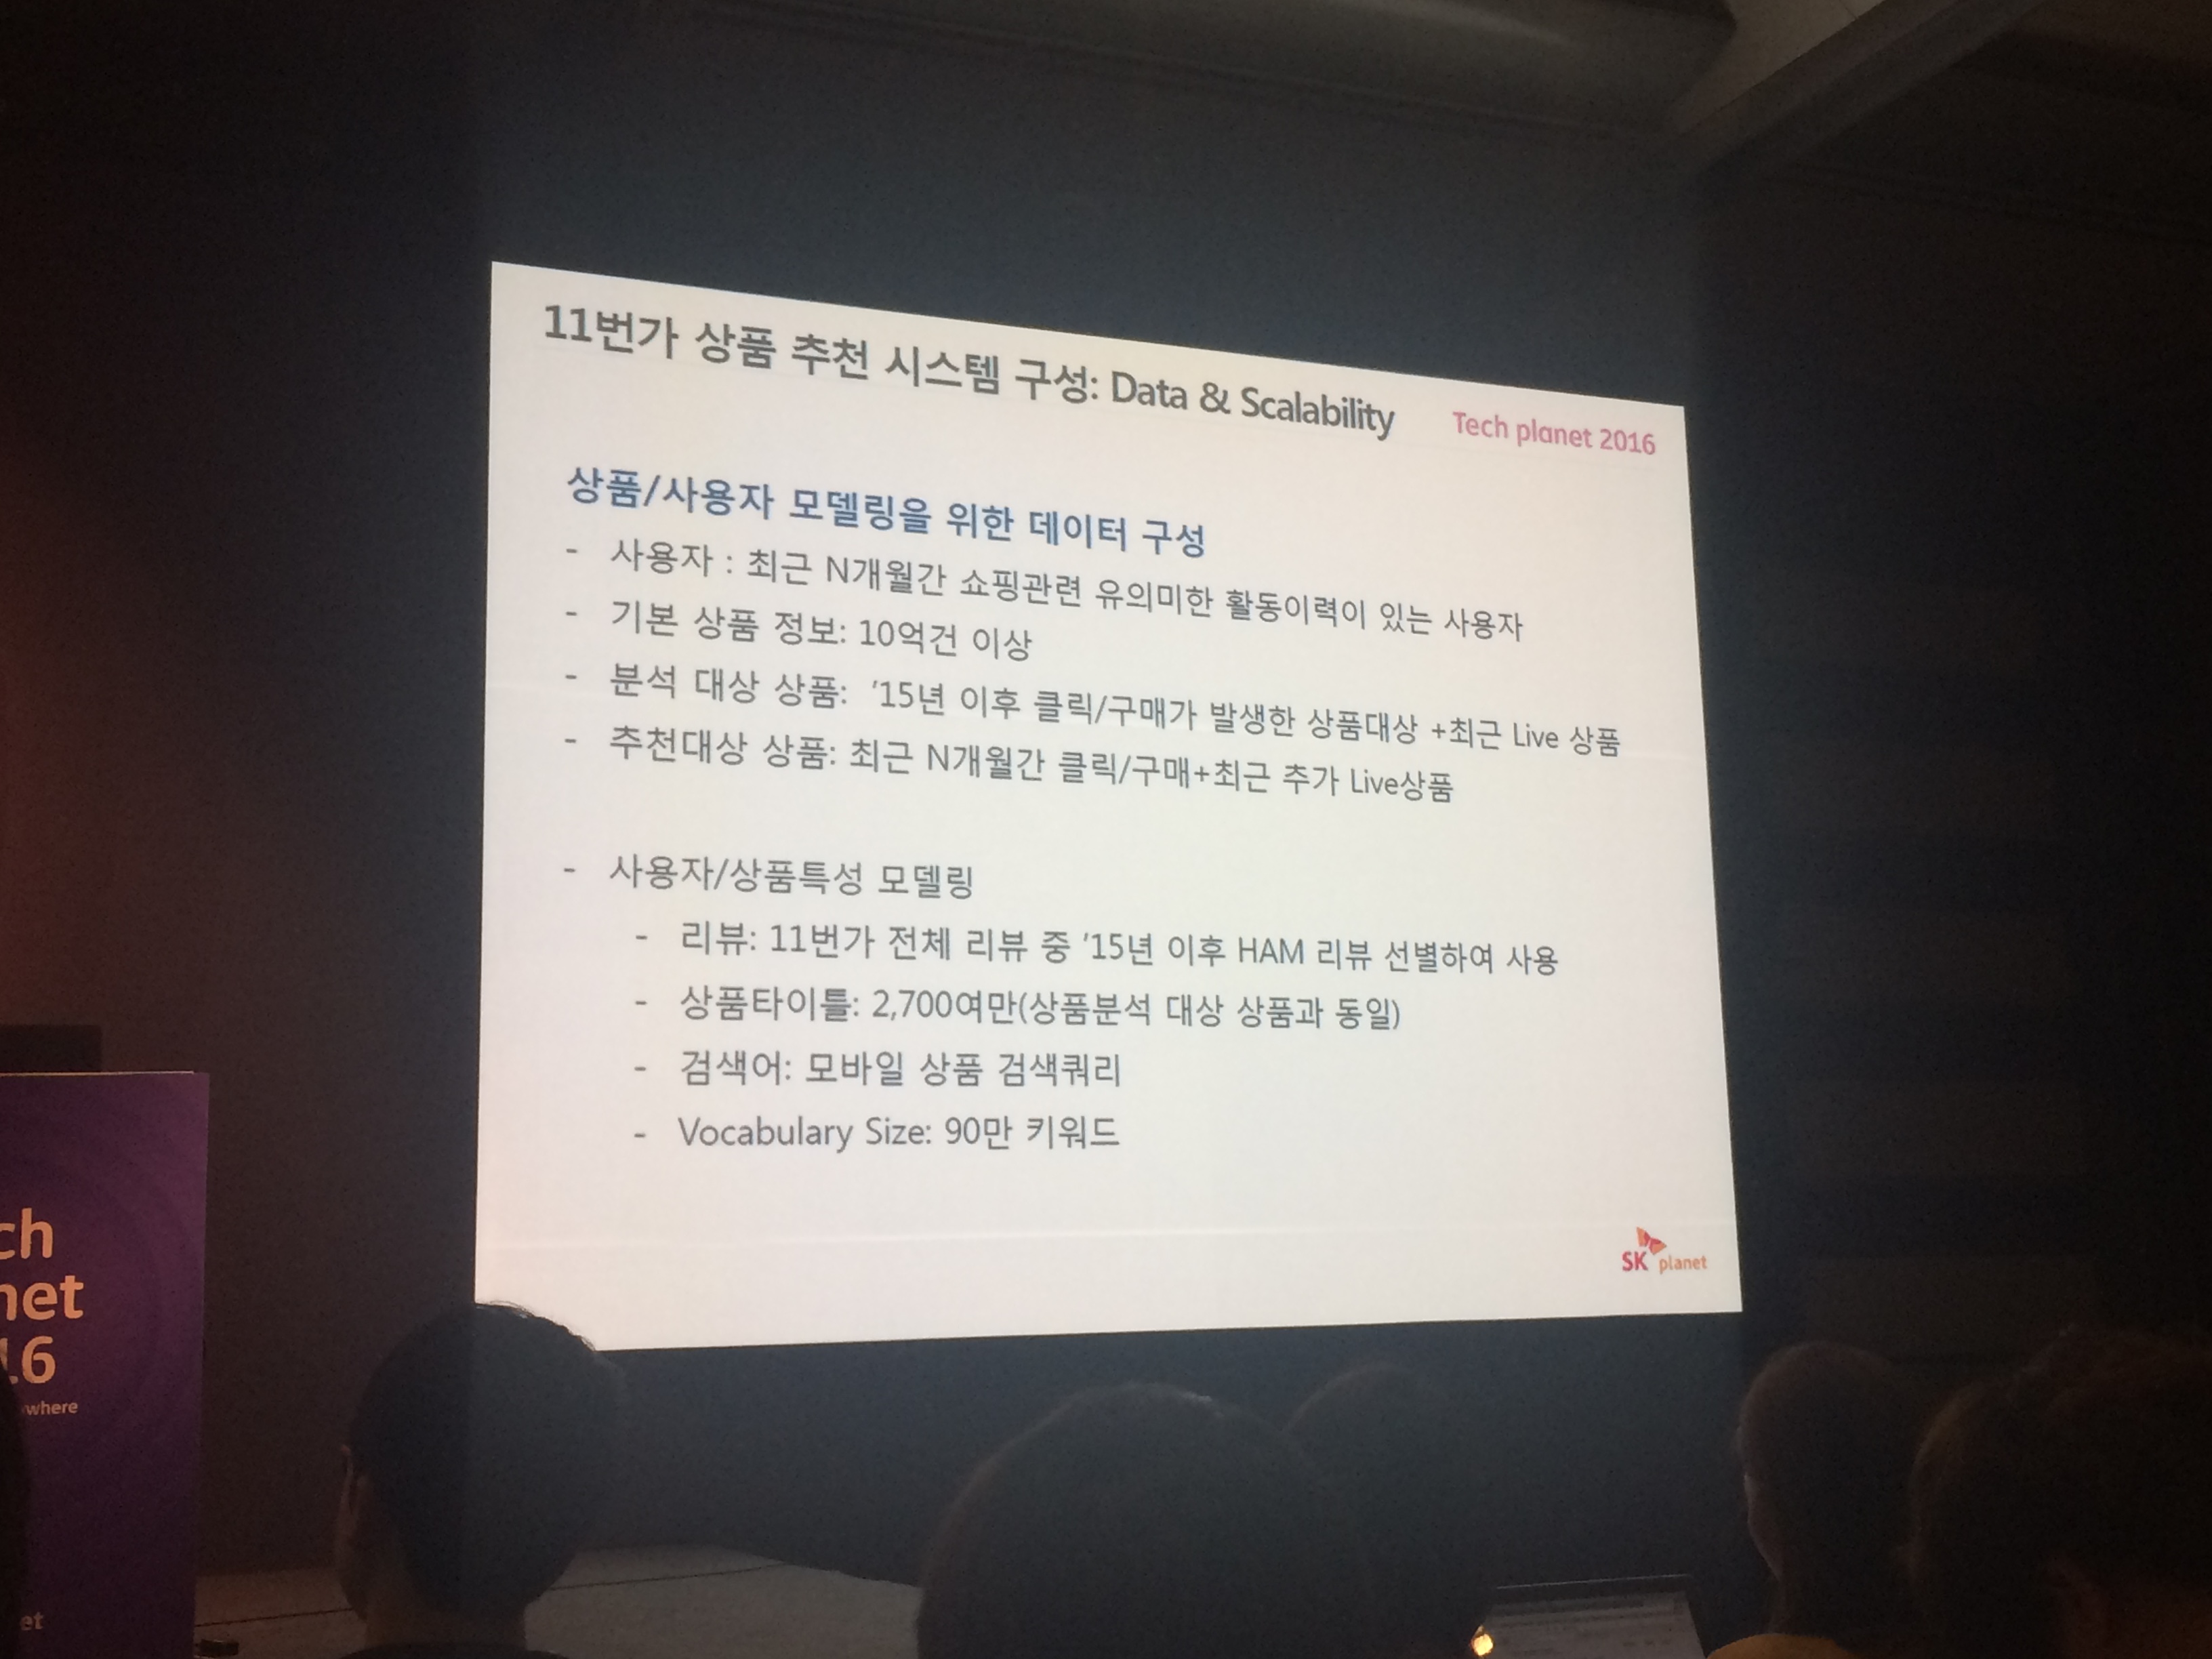 11번가 상품 추천 시스템 구성: Data & Scalability
Tech planet 2016
상품/사용자 모델링을 위한 데이터 구성
- 사용자 : 최근 N개월간 쇼핑관련 유의미한 활동이력이 있는 사용자
- 기본 상품 정보: 10억건 이상
- 분석 대상 상품: '15년 이후 클릭/구매가 발생한 상품대상 +최근 Live 상품
- 추천대상 상품: 최근 N개월간 클릭/구매+최근 추가 Live상품
- 사용자/상품특성 모델링
- 리뷰: 11번가 전체 리뷰 중 '15년 이후 HAM 리뷰 선별하여 사용
- 상품타이틀: 2,700여만(상품분석 대상 상품과 동일)
- 검색어: 모바일 상품 검색쿼리
- Vocabulary Size: 90만 키워드
SK planet
ch
net
16
where
et